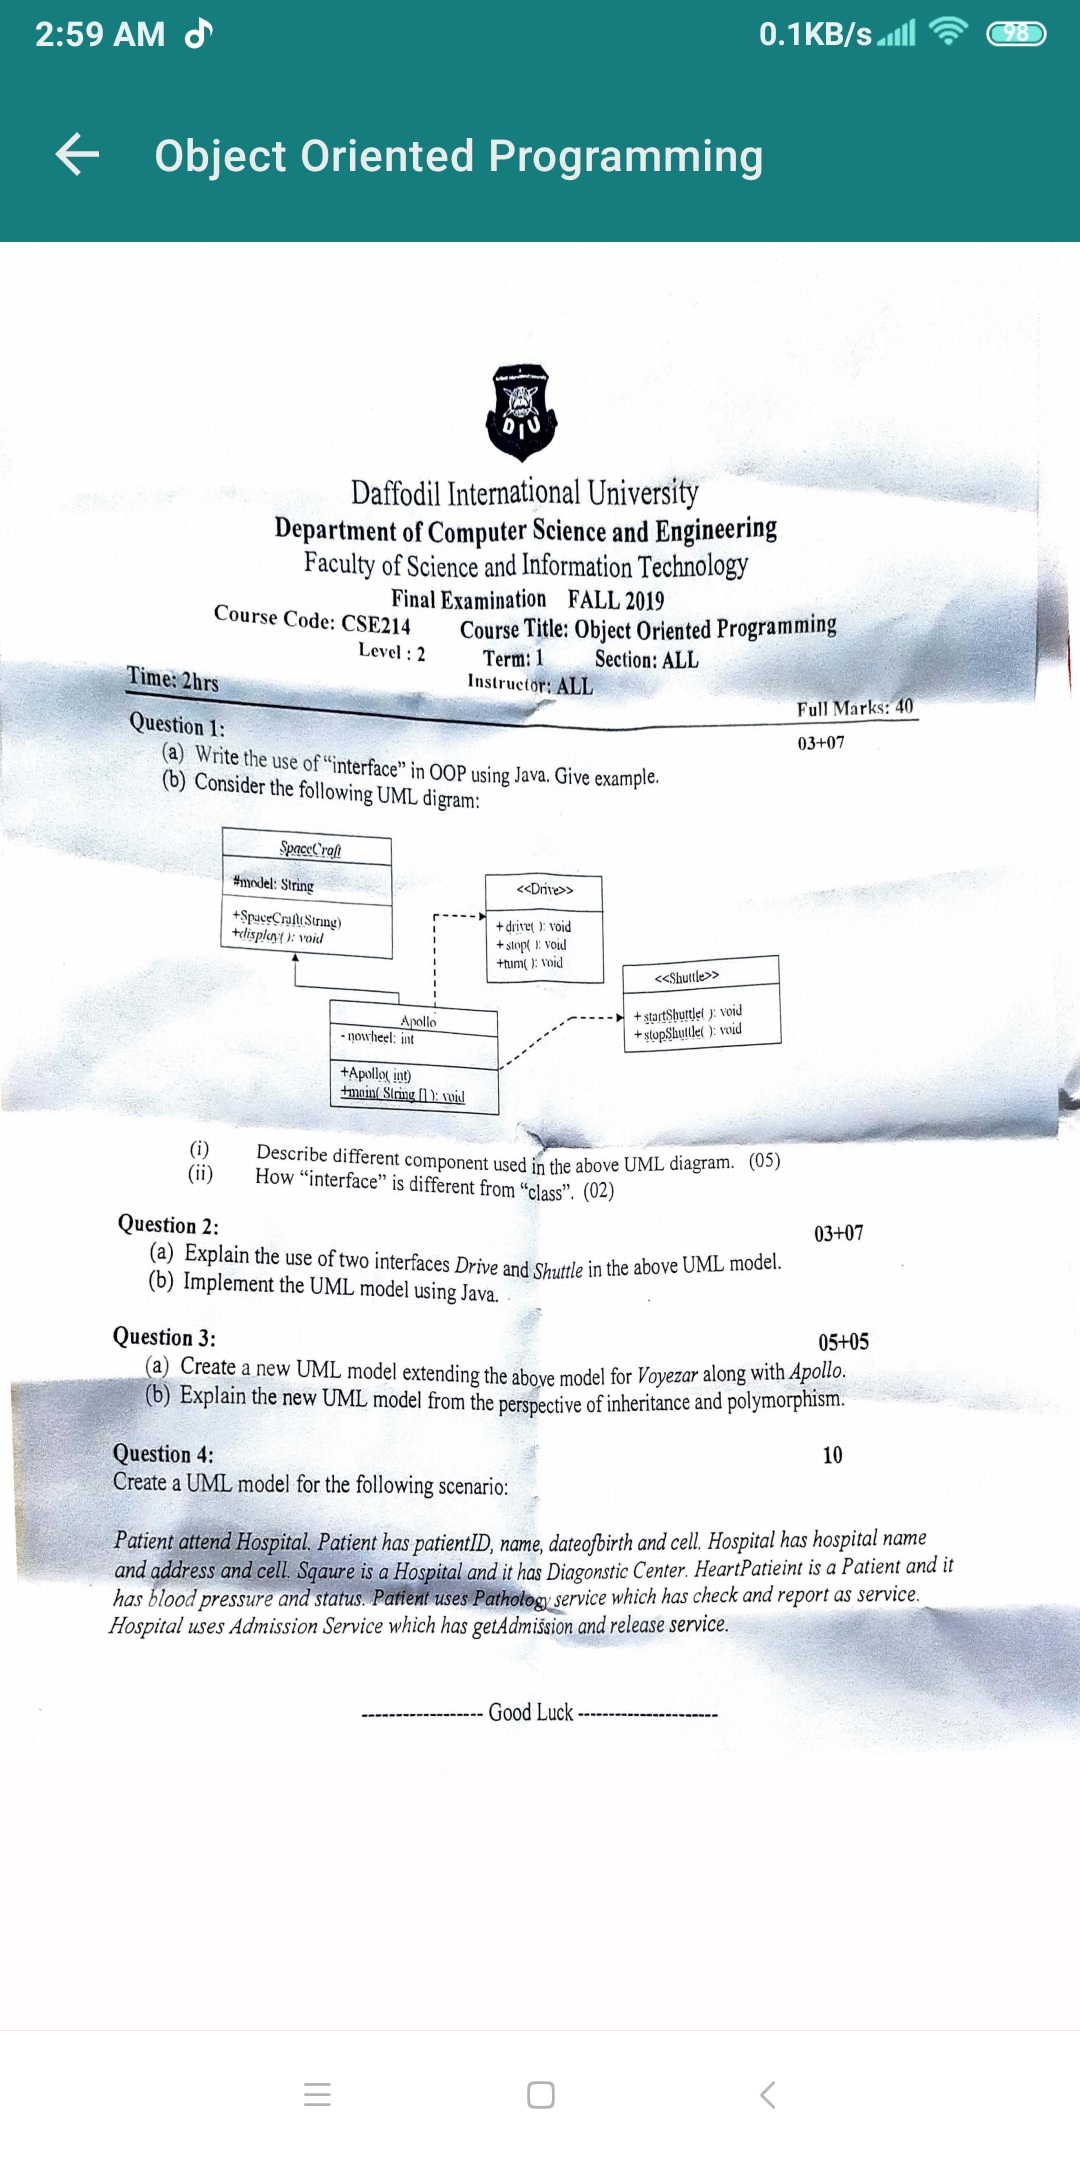 2:59 AM
0.1KB/s
98
Object Oriented Programming
DIU
Daffodil International University
Department of Computer Science and Engineering
Faculty of Science and Information Technology
Final Examination FALL 2019
Course Code: CSE214 Course Title: Object Oriented Programming
Level : 2 Term: 1 Section: ALL
Instructor: ALL
Time: 2hrs
Full Marks: 40
Question 1:
03+07
(a) Write the use of “interface” in OOP using Java. Give example.
(b) Consider the following UML digram:
SpaceCraft
#model: String
+SpaceCraft(String)
+display( ): void
<<Drive>>
+ drive( ): void
+ stop( ): void
+turn( ): void
<<Shuttle>>
+ startShuttle( ): void
+ stopShuttle( ): void
Apollo
- nowheel: int
+Apollo( int)
+main( String [] ): void
(i) Describe different component used in the above UML diagram. (05)
(ii) How “interface” is different from “class”. (02)
Question 2:
03+07
(a) Explain the use of two interfaces Drive and Shuttle in the above UML model.
(b) Implement the UML model using Java.
Question 3:
05+05
(a) Create a new UML model extending the above model for Voyezar along with Apollo.
(b) Explain the new UML model from the perspective of inheritance and polymorphism.
Question 4:
10
Create a UML model for the following scenario:
Patient attend Hospital. Patient has patientID, name, dateofbirth and cell. Hospital has hospital name
and address and cell. Sqaure is a Hospital and it has Diagonstic Center. HeartPatieint is a Patient and it
has blood pressure and status. Patient uses Pathology service which has check and report as service.
Hospital uses Admission Service which has getAdmission and release service.
------------------ Good Luck ---------------------